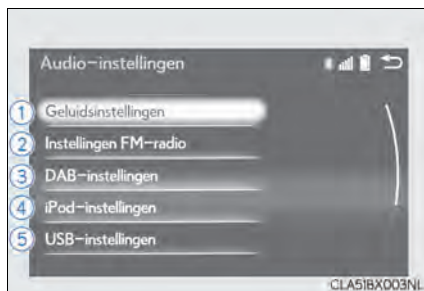 Audio-instellingen
1 Geluidsinstellingen
2 Instellingen FM-radio
3 DAB-instellingen
4 iPod-instellingen
5 USB-instellingen
CLA51BX003NL